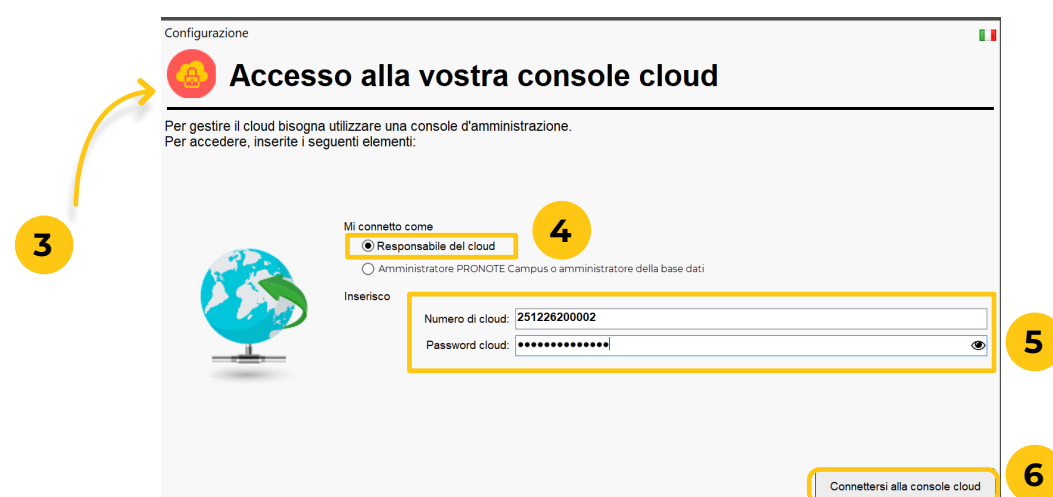 Configurazione
Accesso alla vostra console cloud
Per gestire il cloud bisogna utilizzare una console d'amministrazione.
Per accedere, inserite i seguenti elementi:
3
Mi connetto come
4
Responsabile del cloud
Amministratore PRONOTE Campus o amministratore della base dati
Inserisco
Numero di cloud: 251226200002
Password cloud: ••••••••••••••
5
Connettersi alla console cloud
6